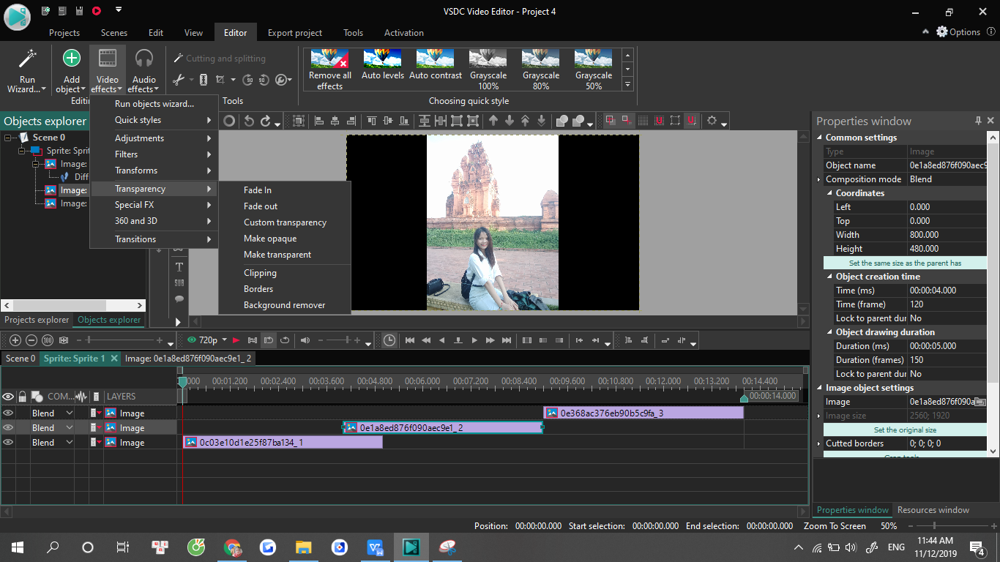 VSDC Video Editor - Project 4
Projects Scenes Edit View Editor Export project Tools Activation
Options
Run Wizard...
Add object
Video effects
Audio effects
Cutting and splitting
Tools
Remove all effects
Auto levels
Auto contrast
Grayscale 100%
Grayscale 80%
Grayscale 50%
Choosing quick style
Editi
Run objects wizard...
Quick styles
Adjustments
Filters
Transforms
Transparency
Special FX
360 and 3D
Transitions
Fade In
Fade out
Custom transparency
Make opaque
Make transparent
Clipping
Borders
Background remover
Objects explorer
Scene 0
Sprite: Sprit
Image:
Diff
Image:
Image:
Projects explorer Objects explorer
T
Properties window
Common settings
Type Image
Object name 0e1a8ed876f090aec9
Composition mode Blend
Coordinates
Left 0.000
Top 0.000
Width 800.000
Height 480.000
Set the same size as the parent has
Object creation time
Time (ms) 00:00:04.000
Time (frame) 120
Lock to parent dur No
Object drawing duration
Duration (ms) 00:00:05.000
Duration (frames) 150
Lock to parent dur No
Image object settings
Image 0e1a8ed876f090a
Image size 2560; 1920
Set the original size
Cutted borders 0; 0; 0; 0
Crop tools
Properties window Resources window
720p
Scene 0 Sprite: Sprite 1 Image: 0e1a8ed876f090aec9e1_2
000 00:01.200 00:02.400 00:03.600 00:04.800 00:06.000 00:07.200 00:08.400 00:09.600 00:10.800 00:12.000 00:13.200 00:14.400
00:00:14.000
COM... LAYERS
Blend Image 0e368ac376eb90b5c9fa_3
Blend Image 0e1a8ed876f090aec9e1_2
Blend Image 0c03e10d1e25f87ba134_1
Position: 00:00:00.000 Start selection: 00:00:00.000 End selection: 00:00:00.000 Zoom To Screen 50%
ENG
11:44 AM
11/12/2019
4